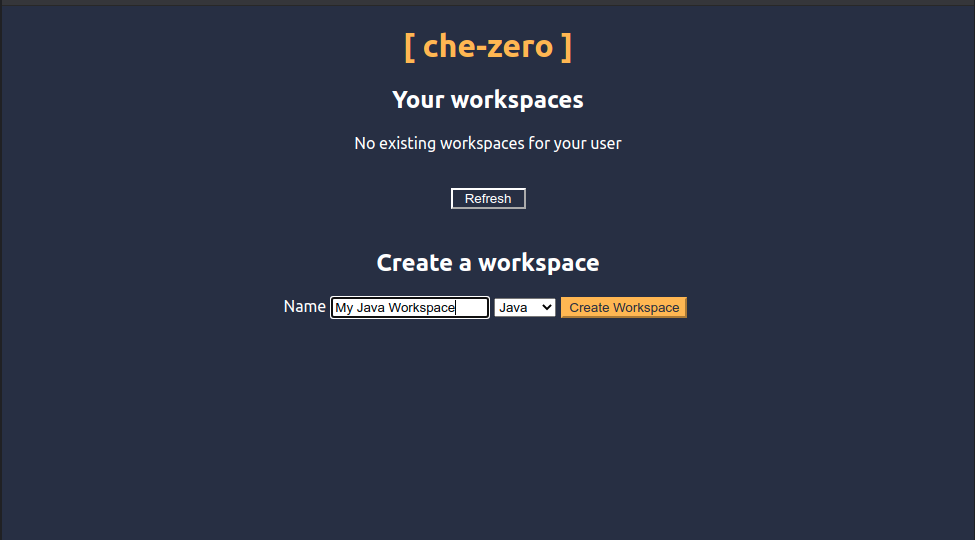 [ che-zero ]
Your workspaces
No existing workspaces for your user
Refresh
Create a workspace
Name My Java Workspace Java Create Workspace